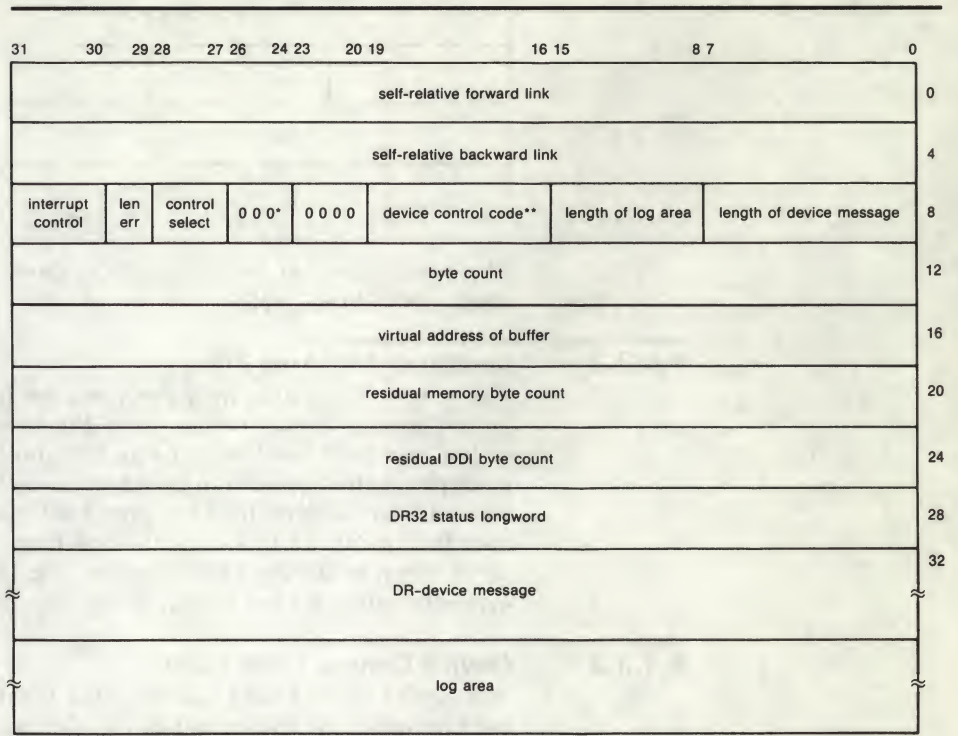 31 30 29 28 27 26 24 23 20 19 16 15 8 7 0
self-relative forward link 0
self-relative backward link 4
interrupt control len err control select 0 0 0* 0 0 0 0 device control code** length of log area length of device message 8
byte count 12
virtual address of buffer 16
residual memory byte count 20
residual DDI byte count 24
DR32 status longword 28
32
DR-device message
log area